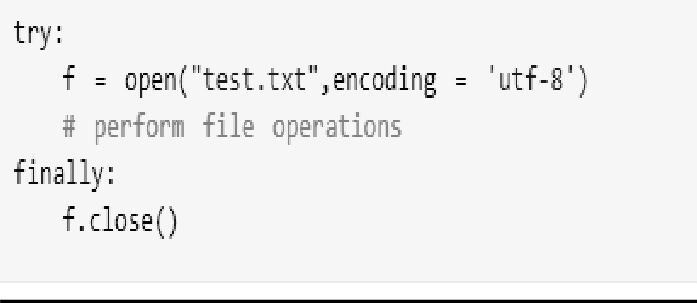 try:
    f = open("test.txt",encoding = 'utf-8')
    # perform file operations
finally:
    f.close()